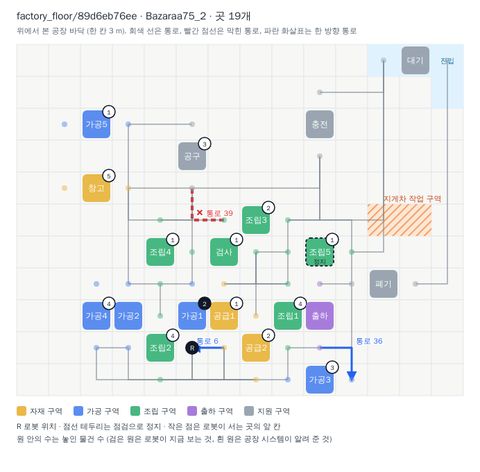 factory_floor/89d6eb76ee · Bazaraa75_2 · 곳 19개
위에서 본 공장 바닥 (한 칸 3 m). 회색 선은 통로, 빨간 점선은 막힌 통로, 파란 화살표는 한 방향 통로
대기 진입
가공5 1
충전
공구 3
창고 5
지게차 작업 구역
✕ 통로 39
조립3 2
조립4 1
검사 1
조립5 1
정지
폐기
가공4 1
가공2
가공1 2
공급1 1
조립1 4
출하
조립2 4
R
통로 6
공급2 2
통로 36
가공3 3
자재 구역 가공 구역 조립 구역 출하 구역 지원 구역
R 로봇 위치 · 점선 테두리는 점검으로 정지 · 작은 점은 로봇이 서는 곳의 앞 칸
원 안의 수는 놓인 물건 수 (검은 원은 로봇이 지금 보는 것, 흰 원은 공장 시스템이 알려 준 것)